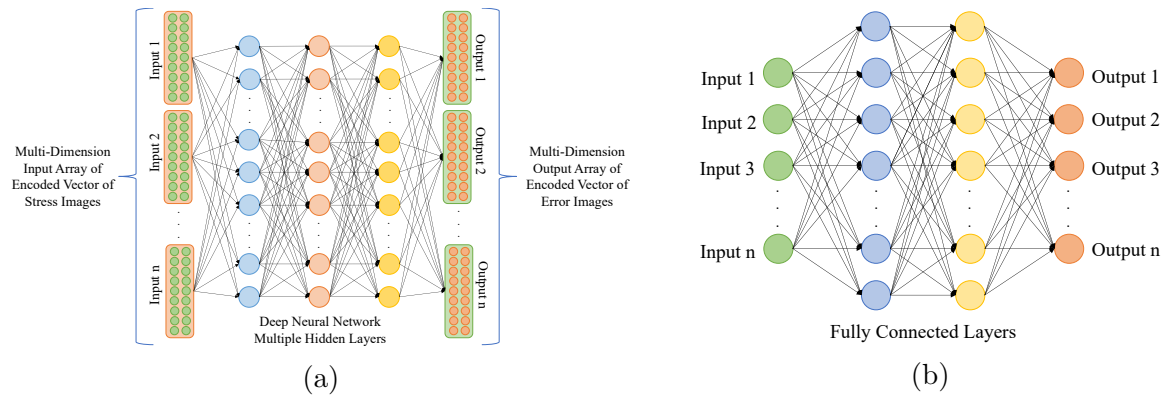 Multi-Dimension
Input Array of
Encoded Vector of
Stress Images
Input 1
Input 2
Input n
Output 1
Output 2
Output n
Multi-Dimension
Output Array of
Encoded Vector of
Error Images
Deep Neural Network
Multiple Hidden Layers
(a)
Input 1
Input 2
Input 3
Input n
Output 1
Output 2
Output 3
Output n
Fully Connected Layers
(b)